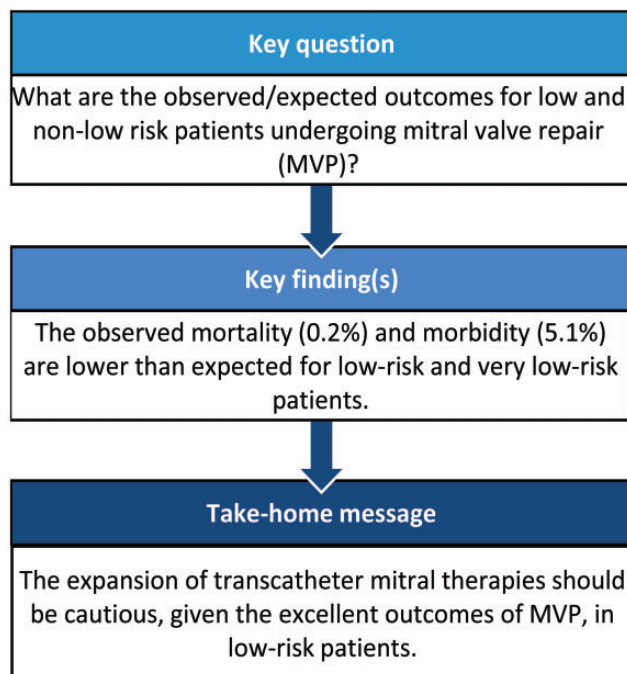 Key question
What are the observed/expected outcomes for low and
non-low risk patients undergoing mitral valve repair
(MVP)?
Key finding(s)
The observed mortality (0.2%) and morbidity (5.1%)
are lower than expected for low-risk and very low-risk
patients.
Take-home message
The expansion of transcatheter mitral therapies should
be cautious, given the excellent outcomes of MVP, in
low-risk patients.